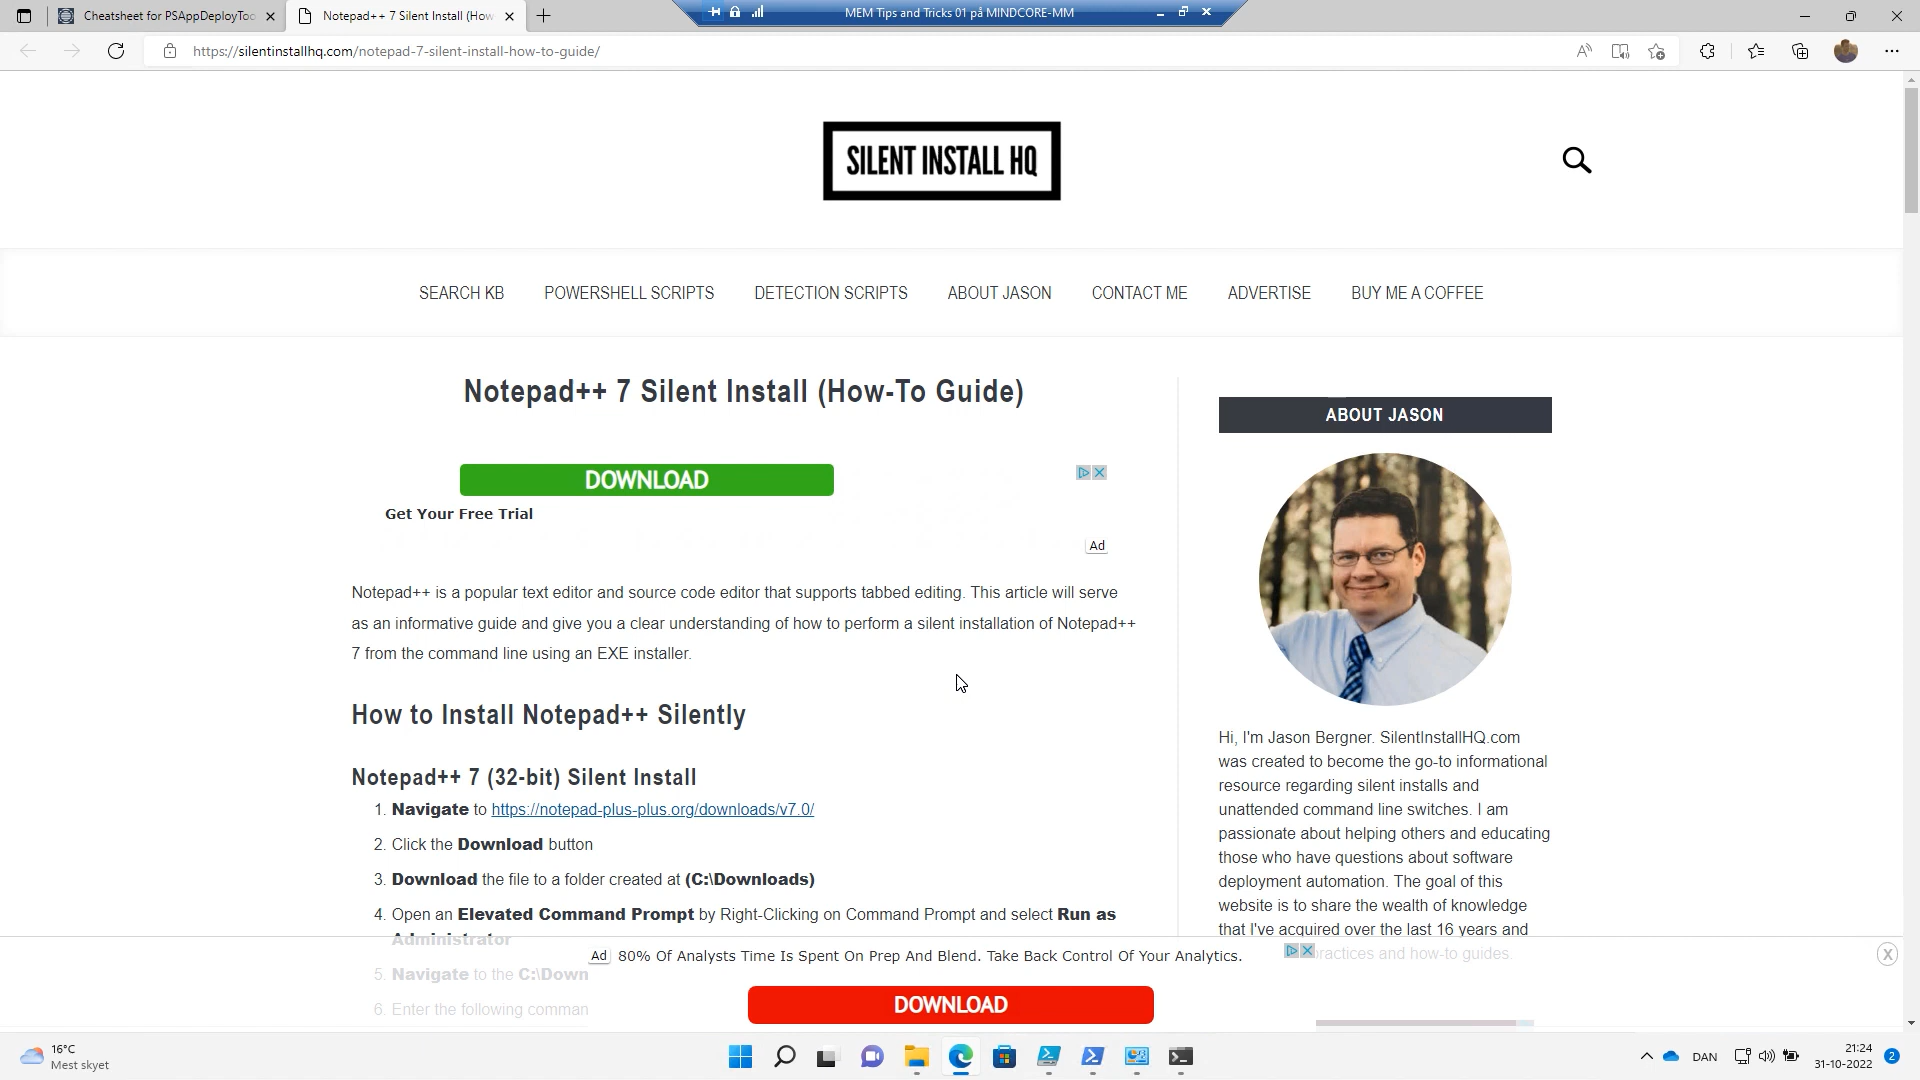 Cheatsheet for PSAppDeployToo
Notepad++ 7 Silent Install (How
MEM Tips and Tricks 01 på MINDCORE-MM
https://silentinstallhq.com/notepad-7-silent-install-how-to-guide/
SILENT INSTALL HQ
SEARCH KB
POWERSHELL SCRIPTS
DETECTION SCRIPTS
ABOUT JASON
CONTACT ME
ADVERTISE
BUY ME A COFFEE
Notepad++ 7 Silent Install (How-To Guide)
DOWNLOAD
Get Your Free Trial
Ad
Notepad++ is a popular text editor and source code editor that supports tabbed editing. This article will serve
as an informative guide and give you a clear understanding of how to perform a silent installation of Notepad++
7 from the command line using an EXE installer.
How to Install Notepad++ Silently
Notepad++ 7 (32-bit) Silent Install
1. Navigate to https://notepad-plus-plus.org/downloads/v7.0/
2. Click the Download button
3. Download the file to a folder created at (C:\Downloads)
4. Open an Elevated Command Prompt by Right-Clicking on Command Prompt and select Run as
Administrator
5. Navigate to the C:\Down
6. Enter the following comman
ABOUT JASON
Hi, I'm Jason Bergner. SilentInstallHQ.com
was created to become the go-to informational
resource regarding silent installs and
unattended command line switches. I am
passionate about helping others and educating
those who have questions about software
deployment automation. The goal of this
website is to share the wealth of knowledge
that I've acquired over the last 16 years and
practices and how-to guides.
Ad 80% Of Analysts Time Is Spent On Prep And Blend. Take Back Control Of Your Analytics.
DOWNLOAD
16°C
Mest skyet
DAN
21:24
31-10-2022
2